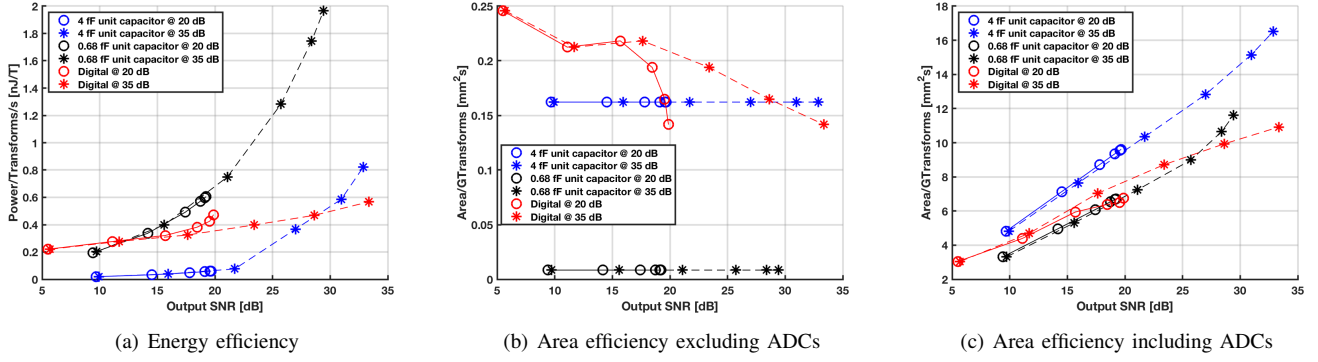 2
1.8
1.6
1.4
1.2
1
0.8
0.6
0.4
0.2
0
Power/Transforms/s [nJ/T]
4 fF unit capacitor @ 20 dB
4 fF unit capacitor @ 35 dB
0.68 fF unit capacitor @ 20 dB
0.68 fF unit capacitor @ 35 dB
Digital @ 20 dB
Digital @ 35 dB
5 10 15 20 25 30 35
Output SNR [dB]
(a) Energy efficiency
0.25
0.2
0.15
0.1
0.05
0
Area/GTransforms [mm²s]
4 fF unit capacitor @ 20 dB
4 fF unit capacitor @ 35 dB
0.68 fF unit capacitor @ 20 dB
0.68 fF unit capacitor @ 35 dB
Digital @ 20 dB
Digital @ 35 dB
5 10 15 20 25 30 35
Output SNR [dB]
(b) Area efficiency excluding ADCs
18
16
14
12
10
8
6
4
2
Area/GTransforms [mm²s]
4 fF unit capacitor @ 20 dB
4 fF unit capacitor @ 35 dB
0.68 fF unit capacitor @ 20 dB
0.68 fF unit capacitor @ 35 dB
Digital @ 20 dB
Digital @ 35 dB
5 10 15 20 25 30 35
Output SNR [dB]
(c) Area efficiency including ADCs